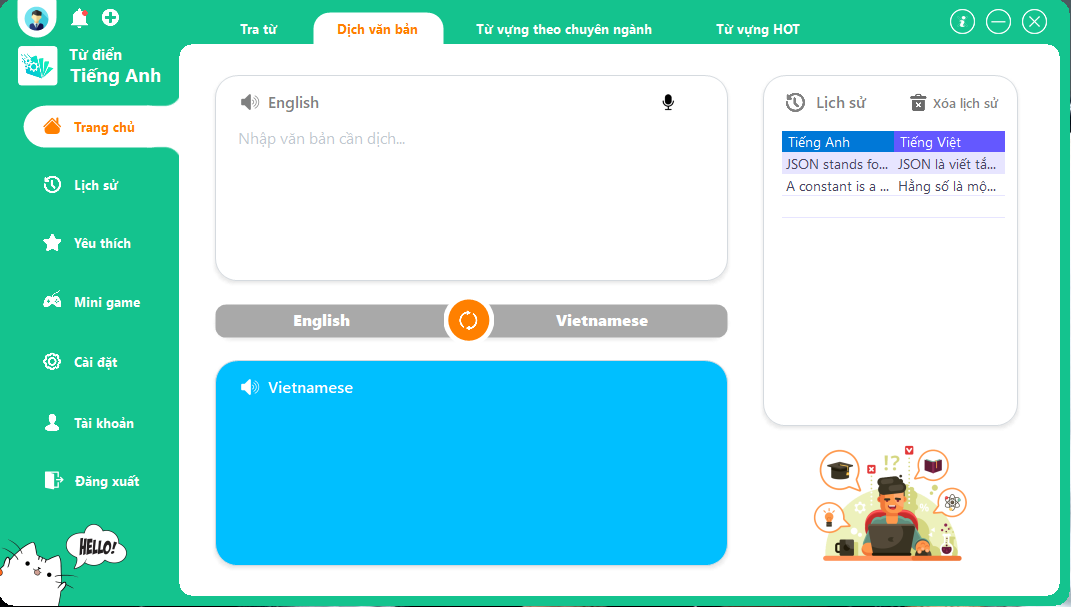 Từ điển
Tiếng Anh
Trang chủ
Lịch sử
Yêu thích
Mini game
Cài đặt
Tài khoản
Đăng xuất
HELLO!
Tra từ
Dịch văn bản
Từ vựng theo chuyên ngành
Từ vựng HOT
English
Nhập văn bản cần dịch...
English
Vietnamese
Vietnamese
Lịch sử
Xóa lịch sử
Tiếng Anh Tiếng Việt
JSON stands fo... JSON là viết tắ...
A constant is a ... Hằng số là mộ...
!?